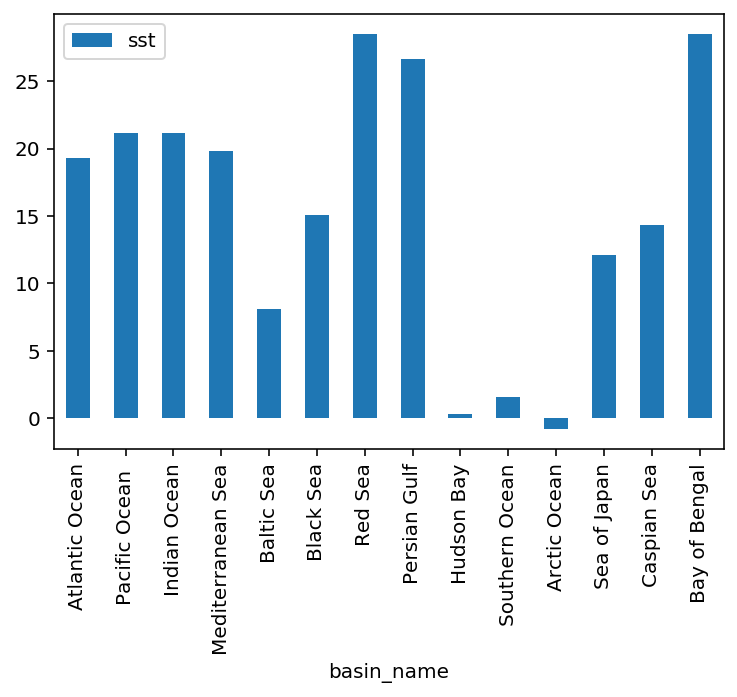 sst
25
20
15
10
5
0
Atlantic Ocean
Pacific Ocean
Indian Ocean
Mediterranean Sea
Baltic Sea
Black Sea
Red Sea
Persian Gulf
Hudson Bay
Southern Ocean
Arctic Ocean
Sea of Japan
Caspian Sea
Bay of Bengal
basin_name